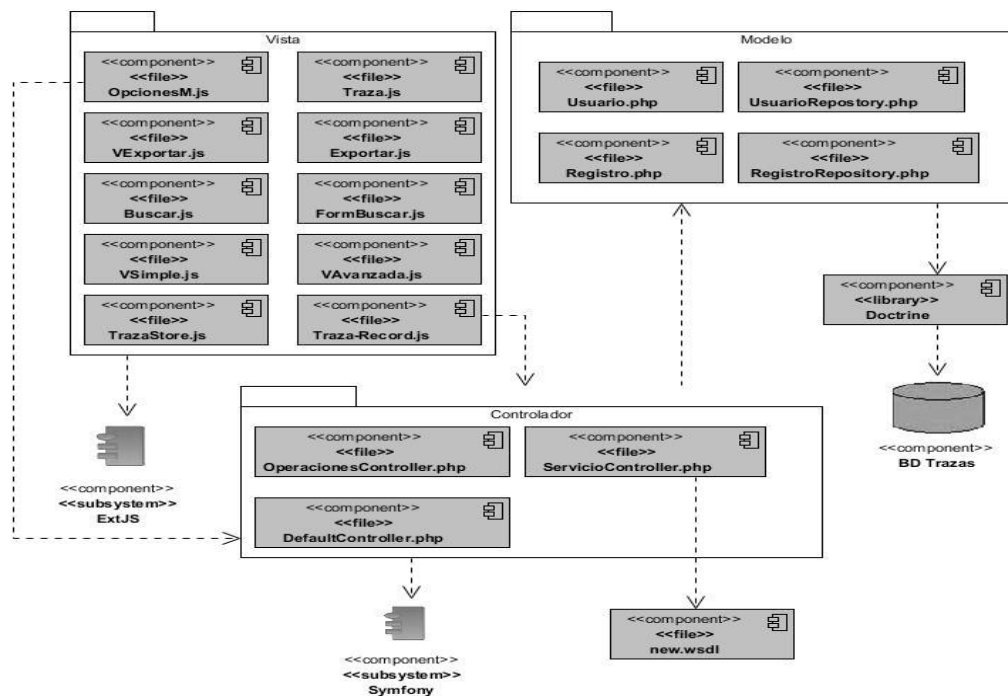 Vista
<<component>>
<<file>>
OpcionesM.js
<<component>>
<<file>>
Traza.js
<<component>>
<<file>>
VExportar.js
<<component>>
<<file>>
Exportar.js
<<component>>
<<file>>
Buscar.js
<<component>>
<<file>>
FormBuscar.js
<<component>>
<<file>>
VSimple.js
<<component>>
<<file>>
VAvanzada.js
<<component>>
<<file>>
TrazaStore.js
<<component>>
<<file>>
Traza-Record.js
Modelo
<<component>>
<<file>>
Usuario.php
<<component>>
<<file>>
UsuarioRepostory.php
<<component>>
<<file>>
Registro.php
<<component>>
<<file>>
RegistroRepository.php
<<component>>
<<library>>
Doctrine
<<component>>
BD Trazas
Controlador
<<component>>
<<file>>
OperacionesController.php
<<component>>
<<file>>
ServicioController.php
<<component>>
<<file>>
DefaultController.php
<<component>>
<<subsystem>>
ExtJS
<<component>>
<<subsystem>>
Symfony
<<component>>
<<file>>
new.wsdl